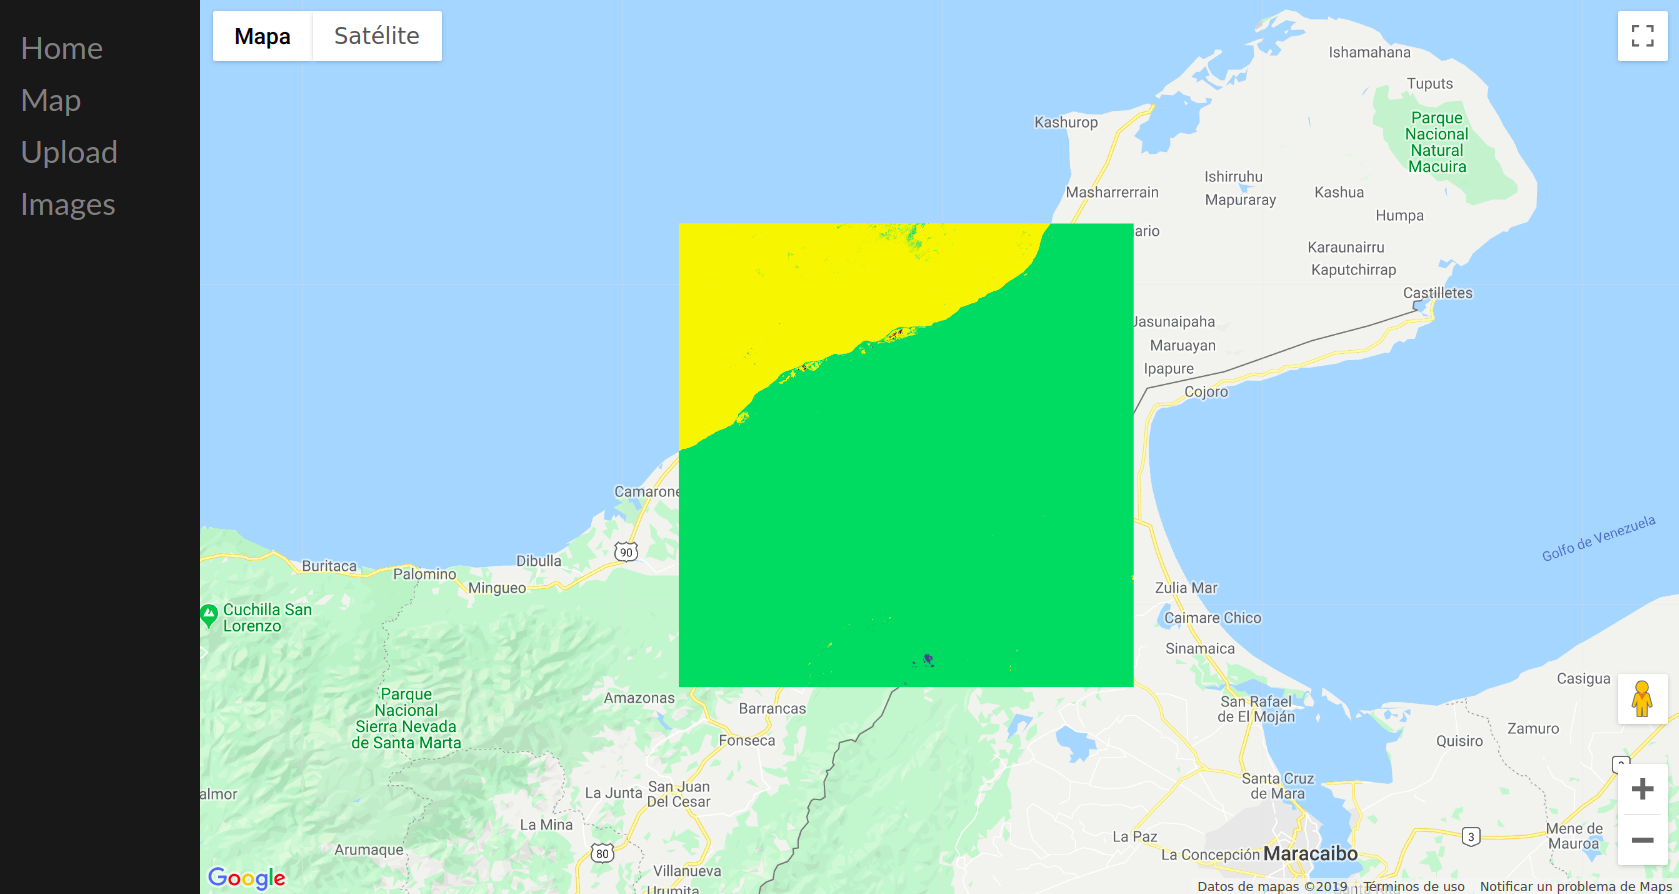 Home
Map
Upload
Images
Mapa
Satélite
Ishamahana
Tuputs
Parque
Nacional
Natural
Macuira
Kashurop
Masharrerrain
Ishirruhu
Mapuraray
Kashua
Humpa
ario
Karaunairru
Kaputchirrap
Castilletes
Jasunaipaha
Maruayan
Ipapure
Cojoro
Camarone
90
Golfo de Venezuela
Buritaca
Palomino
Dibulla
Mingueo
Zulia Mar
Cuchilla San
Lorenzo
Caimare Chico
Sinamaica
Parque
Nacional
Sierra Nevada
de Santa Marta
Amazonas
Barrancas
Fonseca
San Rafael
de El Moján
Casigua
Zamuro
Quisiro
almor
La Junta
San Juan
Del Cesar
Santa Cruz
de Mara
La Mina
Arumaque
80
La Paz
3
Mene de
Mauroa
La Concepción
Maracaibo
Villanueva
Urumita
Google
Datos de mapas ©2019
Términos de uso
Notificar un problema de Maps